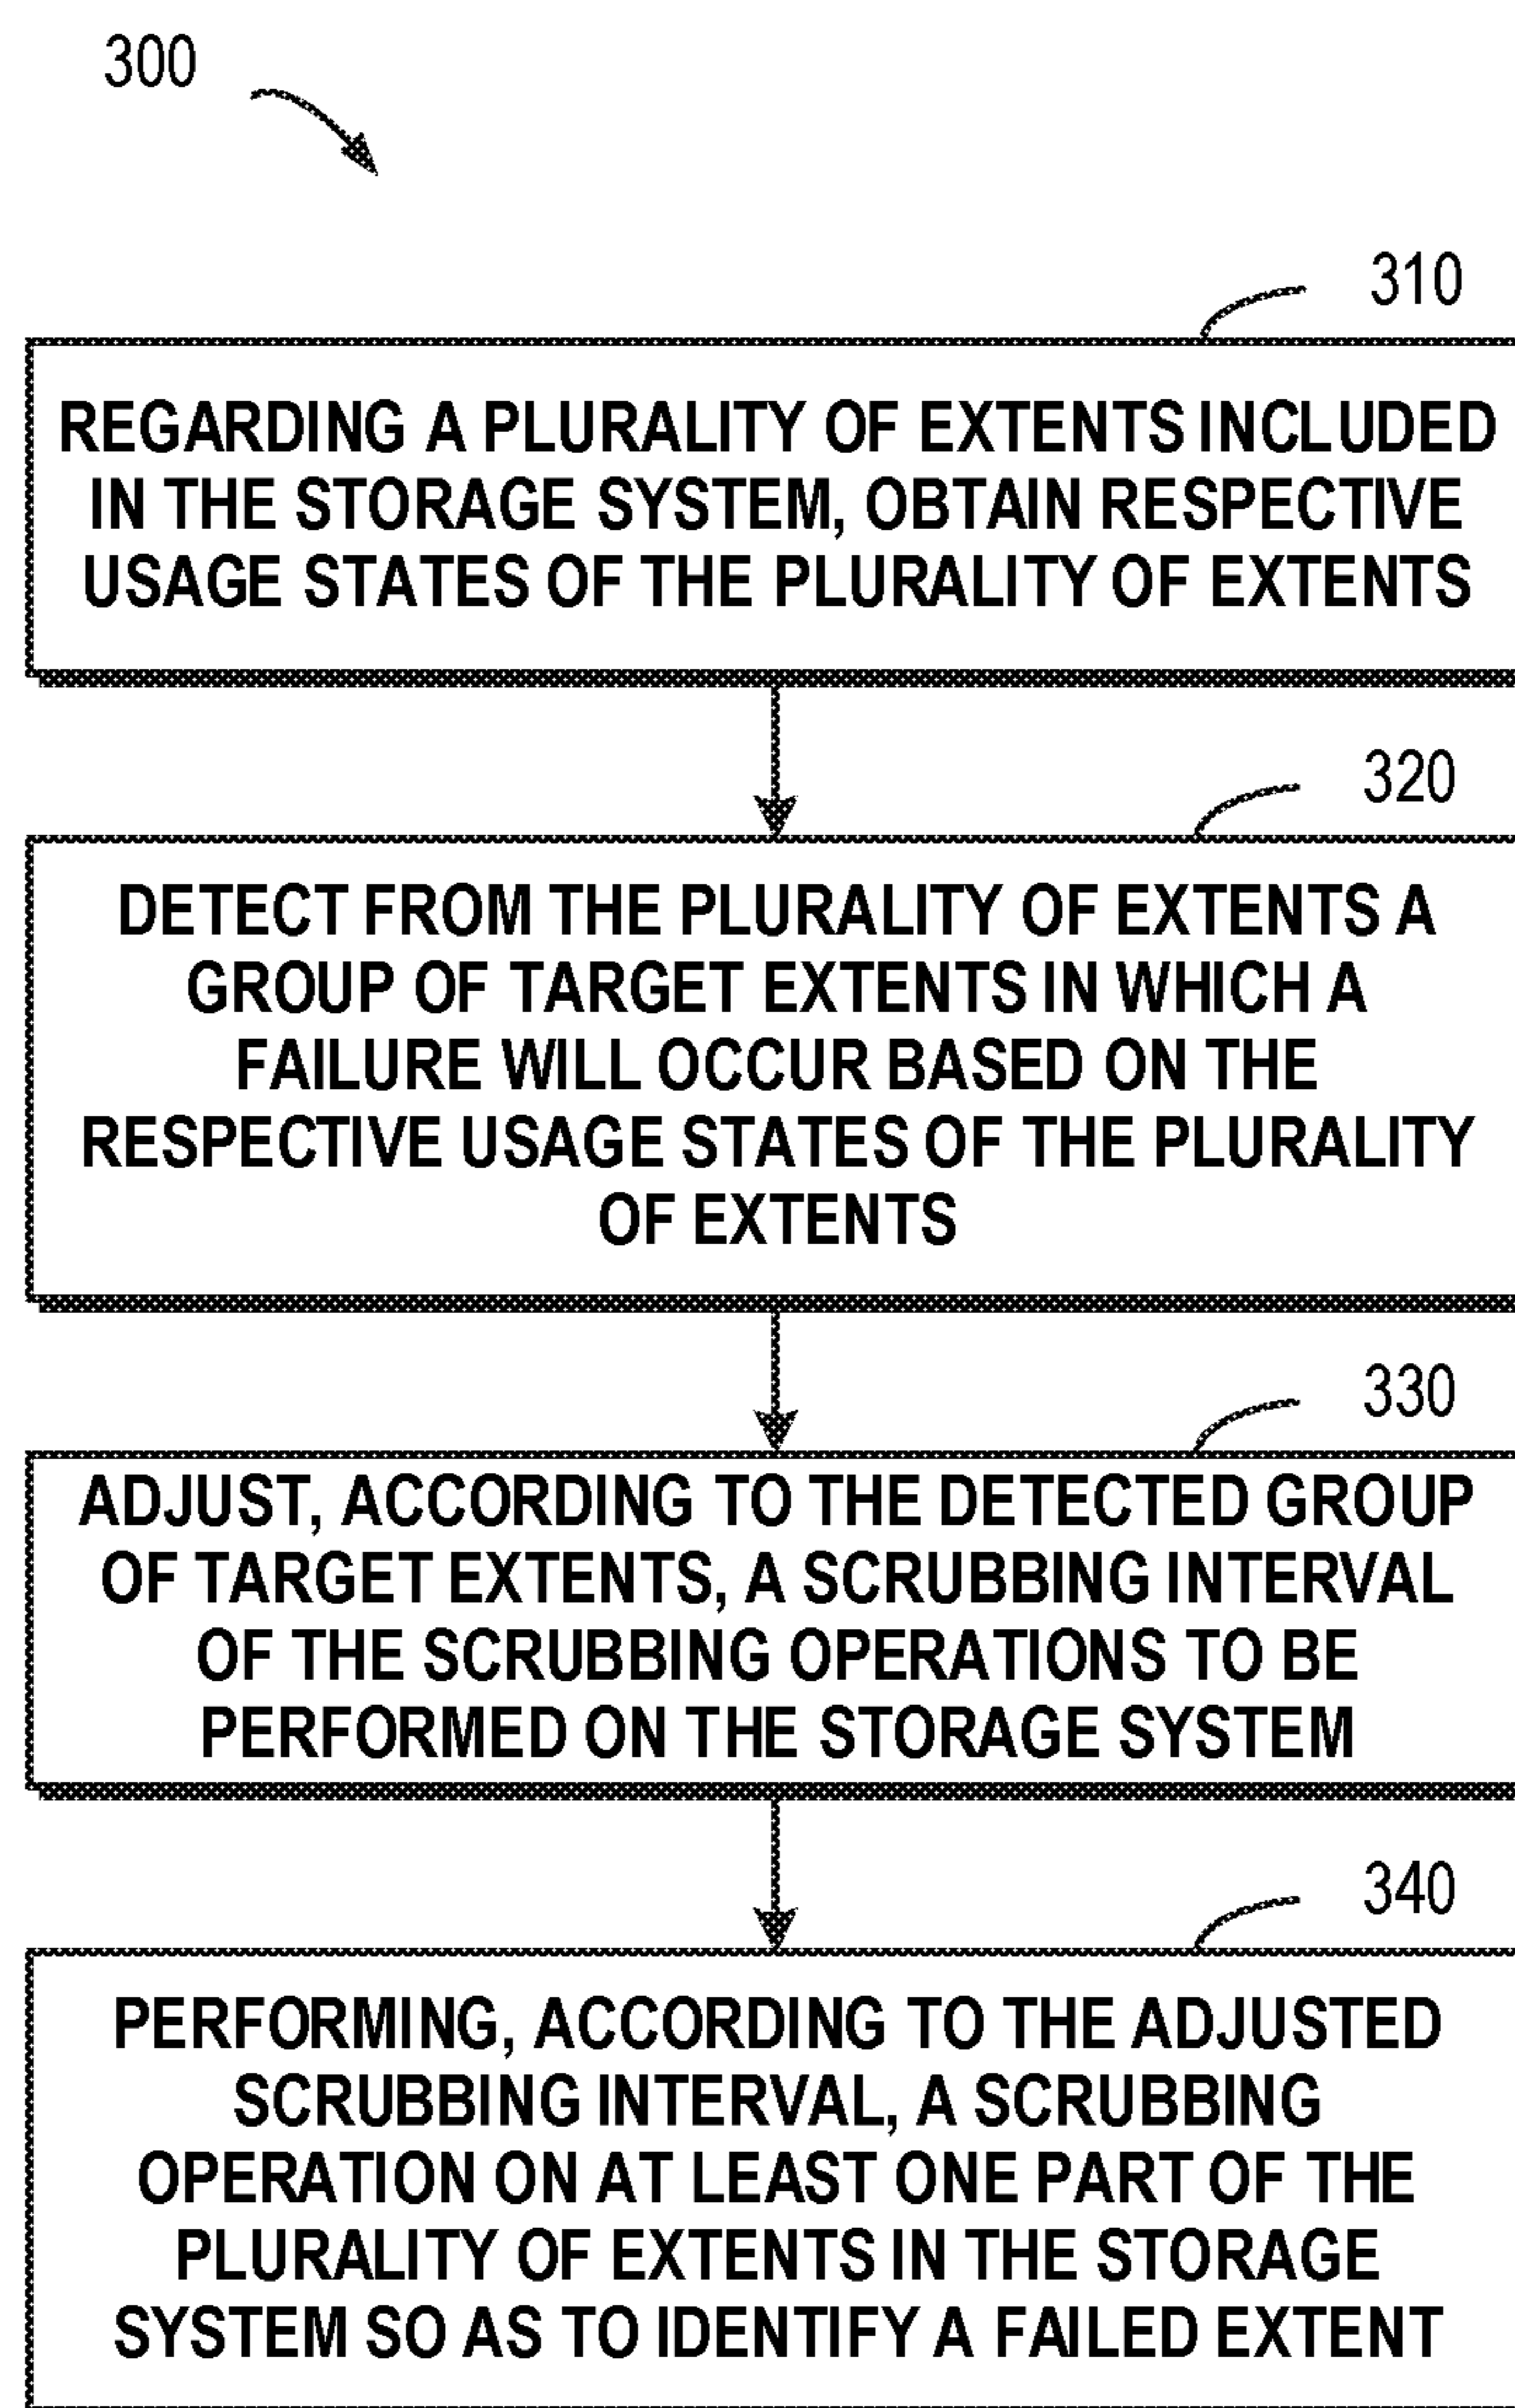 300
310
REGARDING A PLURALITY OF EXTENTS INCLUDED
IN THE STORAGE SYSTEM, OBTAIN RESPECTIVE
USAGE STATES OF THE PLURALITY OF EXTENTS
320
DETECT FROM THE PLURALITY OF EXTENTS A
GROUP OF TARGET EXTENTS IN WHICH A
FAILURE WILL OCCUR BASED ON THE
RESPECTIVE USAGE STATES OF THE PLURALITY
OF EXTENTS
330
ADJUST, ACCORDING TO THE DETECTED GROUP
OF TARGET EXTENTS, A SCRUBBING INTERVAL
OF THE SCRUBBING OPERATIONS TO BE
PERFORMED ON THE STORAGE SYSTEM
340
PERFORMING, ACCORDING TO THE ADJUSTED
SCRUBBING INTERVAL, A SCRUBBING
OPERATION ON AT LEAST ONE PART OF THE
PLURALITY OF EXTENTS IN THE STORAGE
SYSTEM SO AS TO IDENTIFY A FAILED EXTENT